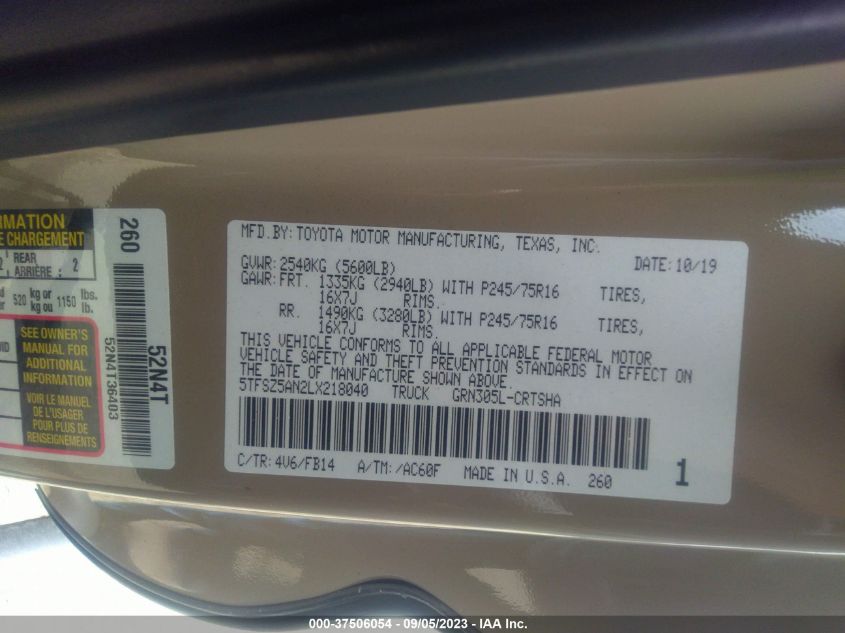 RMATION
E CHARGEMENT
2 REAR ARRIÈRE : 2
520 kg or kg ou 1150 lbs. lb.
SEE OWNER'S
MANUAL FOR
ADDITIONAL
INFORMATION
VOIR LE MANUEL
DE L'USAGER
POUR PLUS DE
RENSEIGNEMENTS
260
52N4T
52N4T36403
MFD.BY: TOYOTA MOTOR MANUFACTURING, TEXAS, INC.
GVWR: 2540KG (5600LB) DATE: 10/19
GAWR: FRT. 1335KG (2940LB) WITH P245/75R16 TIRES,
16X7J RIMS.
RR. 1490KG (3280LB) WITH P245/75R16 TIRES,
16X7J RIMS.
THIS VEHICLE CONFORMS TO ALL APPLICABLE FEDERAL MOTOR
VEHICLE SAFETY AND THEFT PREVENTION STANDARDS IN EFFECT ON
THE DATE OF MANUFACTURE SHOWN ABOVE.
5TFSZ5AN2LX218040 TRUCK GRN305L-CRTSHA
C/TR: 4V6/FB14 A/TM: /AC60F MADE IN U.S.A. 260
1
000-37506054 - 09/05/2023 - IAA Inc.